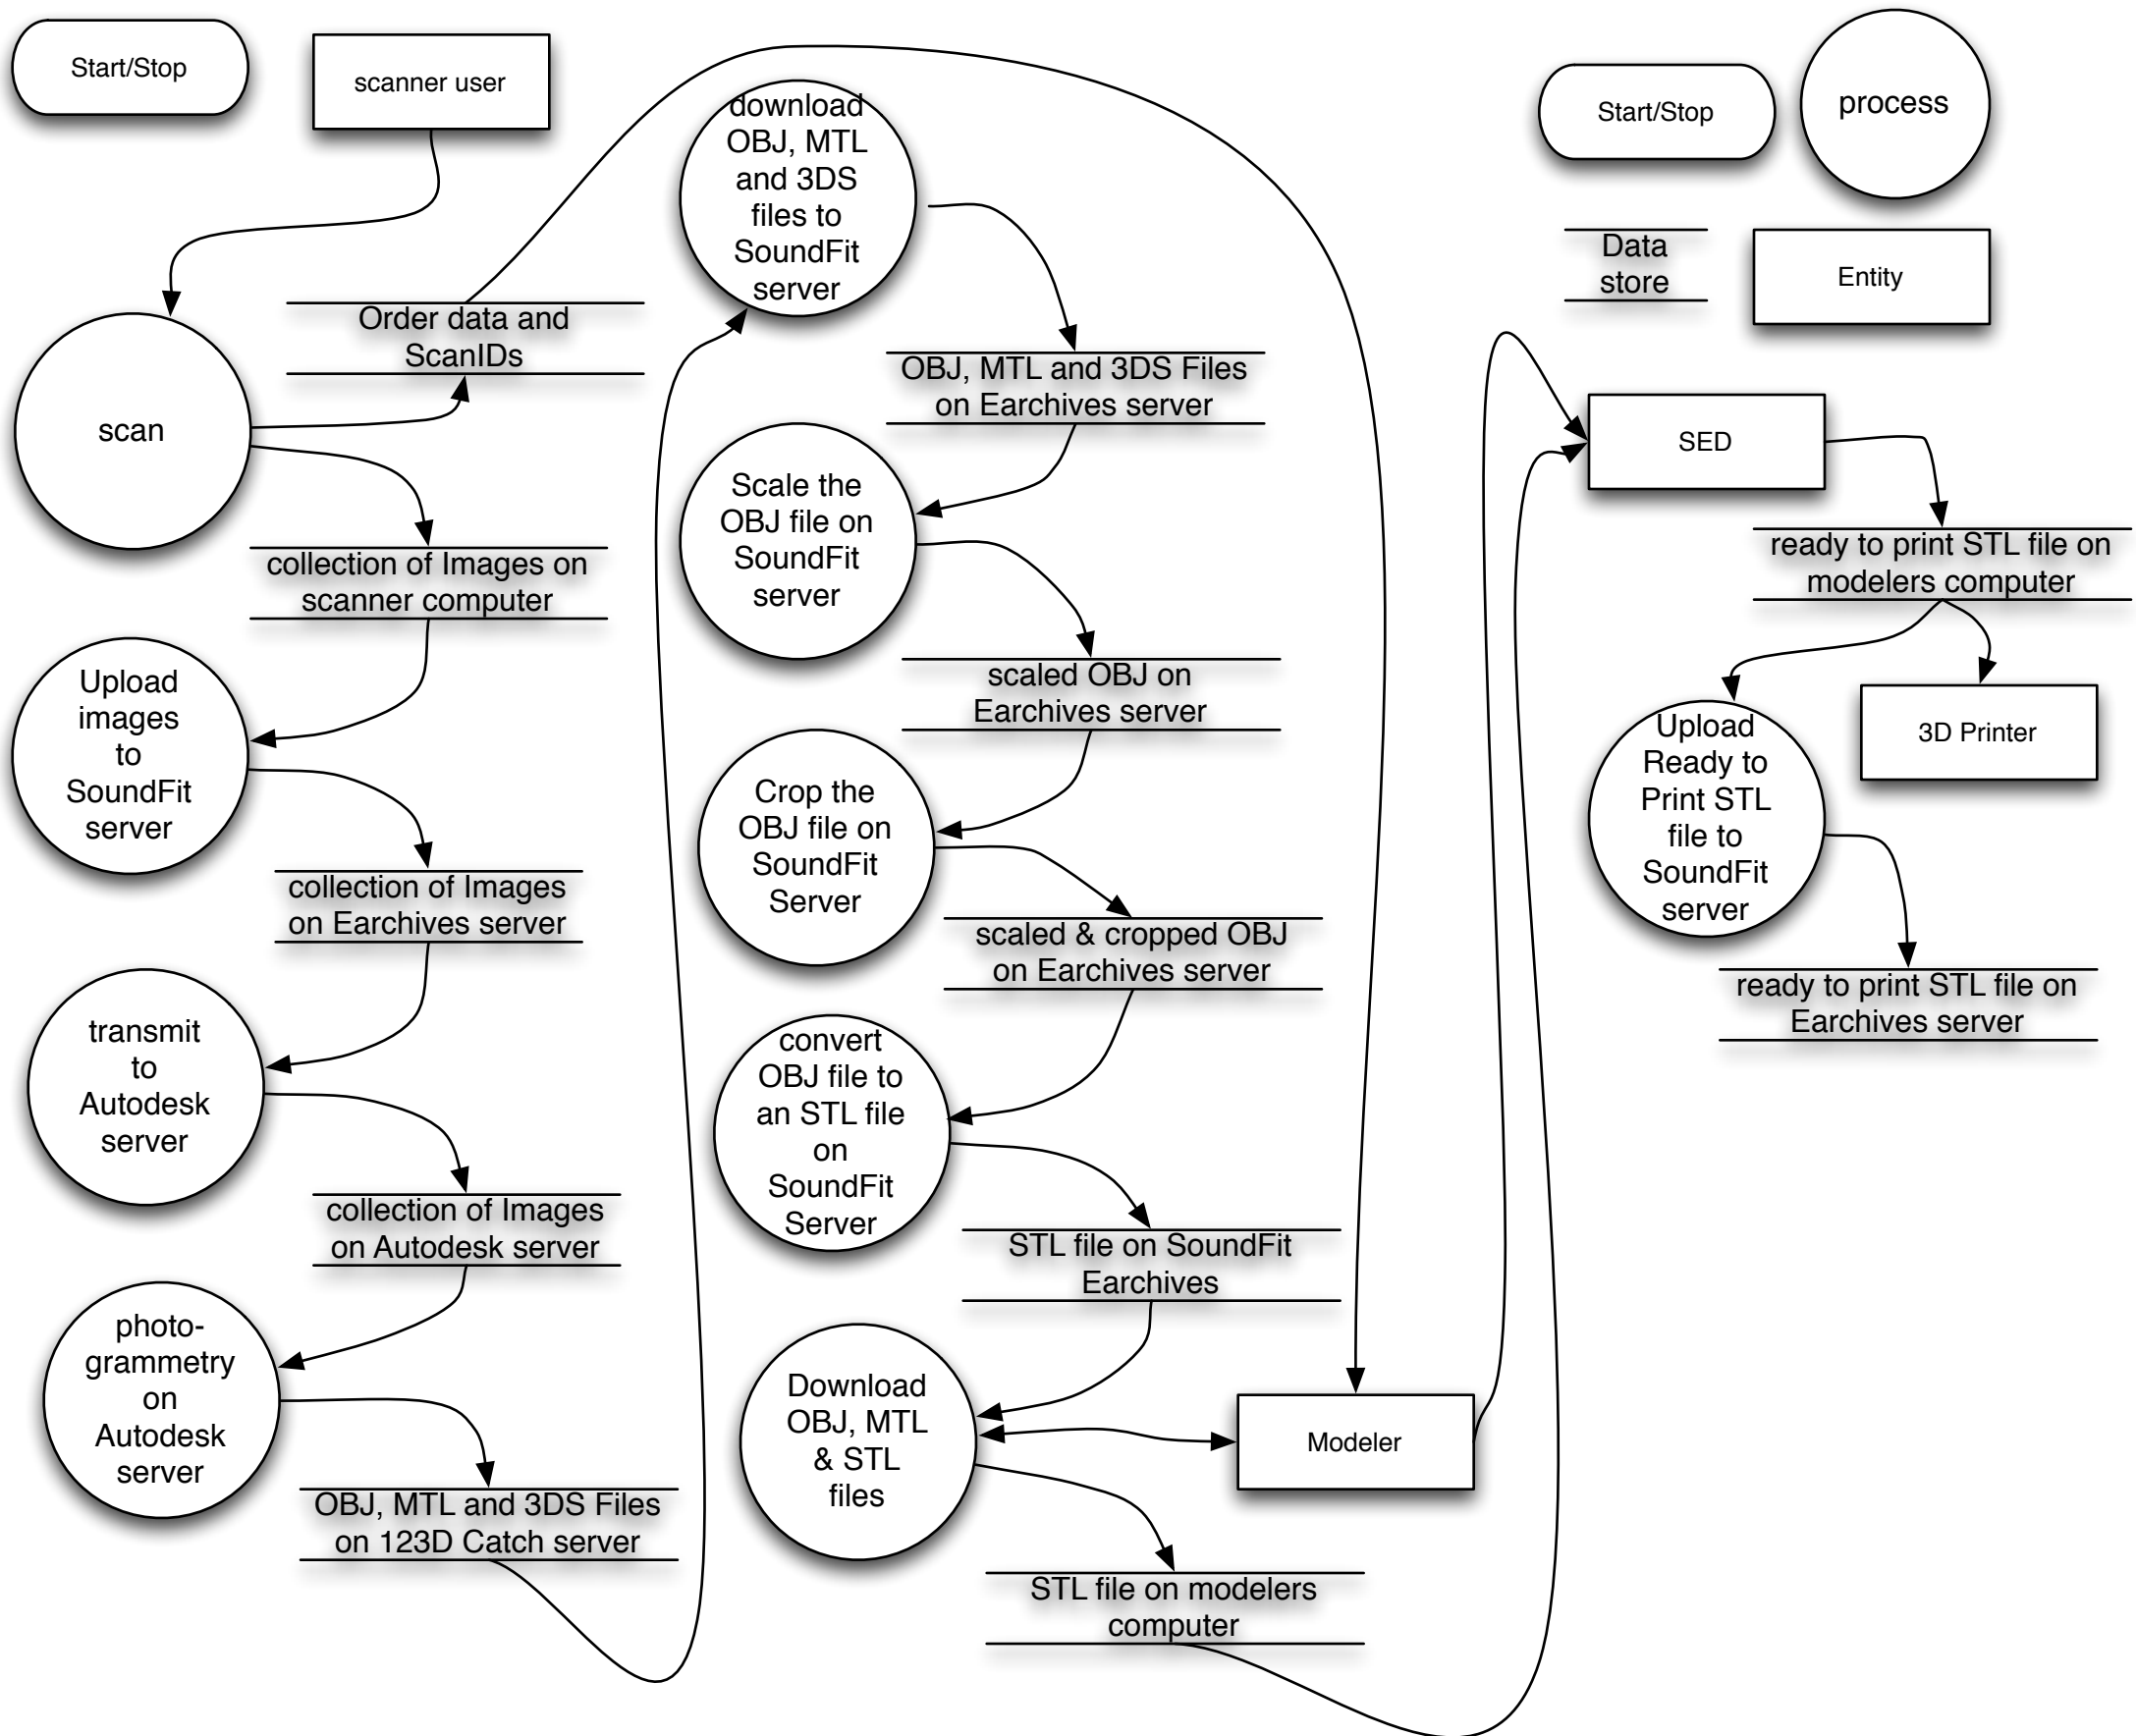 Start/Stop
scanner user
scan
Order data and
ScanIDs
collection of Images on
scanner computer
Upload
images
to
SoundFit
server
collection of Images
on Earchives server
transmit
to
Autodesk
server
collection of Images
on Autodesk server
photo-
grammetry
on
Autodesk
server
OBJ, MTL and 3DS Files
on 123D Catch server
download
OBJ, MTL
and 3DS
files to
SoundFit
server
OBJ, MTL and 3DS Files
on Earchives server
Scale the
OBJ file on
SoundFit
server
scaled OBJ on
Earchives server
Crop the
OBJ file on
SoundFit
Server
scaled & cropped OBJ
on Earchives server
convert
OBJ file to
an STL file
on
SoundFit
Server
STL file on SoundFit
Earchives
Download
OBJ, MTL
& STL
files
Modeler
STL file on modelers
computer
Start/Stop
process
Data
store
Entity
SED
ready to print STL file on
modelers computer
3D Printer
Upload
Ready to
Print STL
file to
SoundFit
server
ready to print STL file on
Earchives server